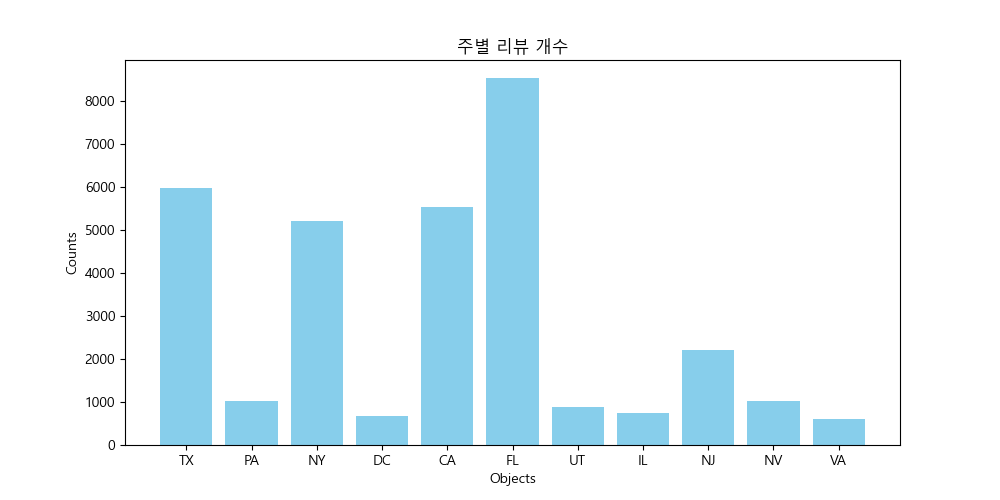 주별 리뷰 개수
Counts
8000
7000
6000
5000
4000
3000
2000
1000
0
TX PA NY DC CA FL UT IL NJ NV VA
Objects